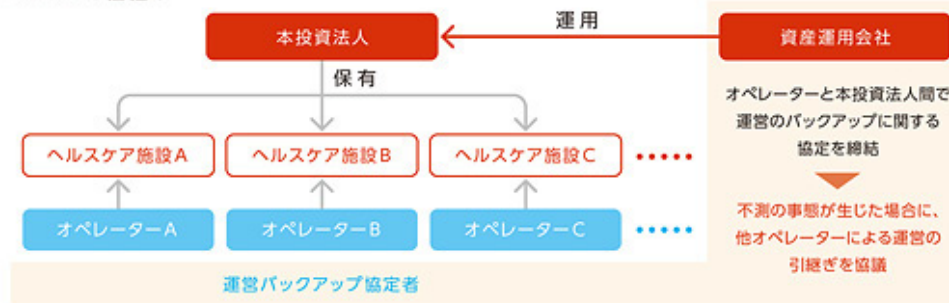 本投資法人
運用
資産運用会社
保有
ヘルスケア施設A
ヘルスケア施設B
ヘルスケア施設C
オペレーターA
オペレーターB
オペレーターC
運営バックアップ協定者
オペレーターと本投資法人間で
運営のバックアップに関する
協定を締結
不測の事態が生じた場合に、
他オペレーターによる運営の
引継ぎを協議